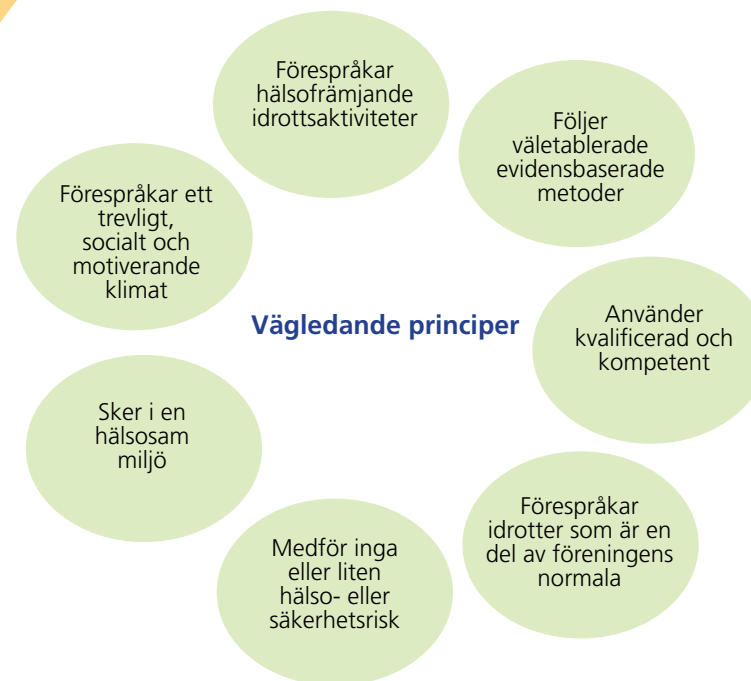 Förespråkar
hälsofrämjande
idrottsaktiviteter
Följer
väletablerade
evidensbaserade
metoder
Förespråkar ett
trevligt,
socialt och
motiverande
klimat
Vägledande principer
Använder
kvalificerad och
kompetent
Sker i en
hälsosam
miljö
Förespråkar
idrotter som är en
del av föreningens
normala
Medför inga
eller liten
hälso- eller
säkerhetsrisk